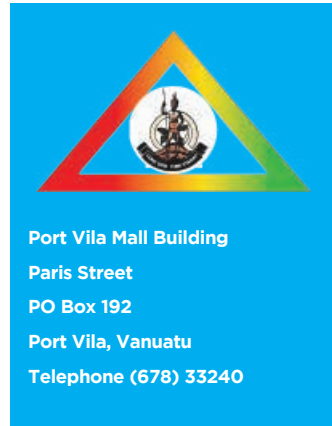 Port Vila Mall Building
Paris Street
PO Box 192
Port Vila, Vanuatu
Telephone (678) 33240